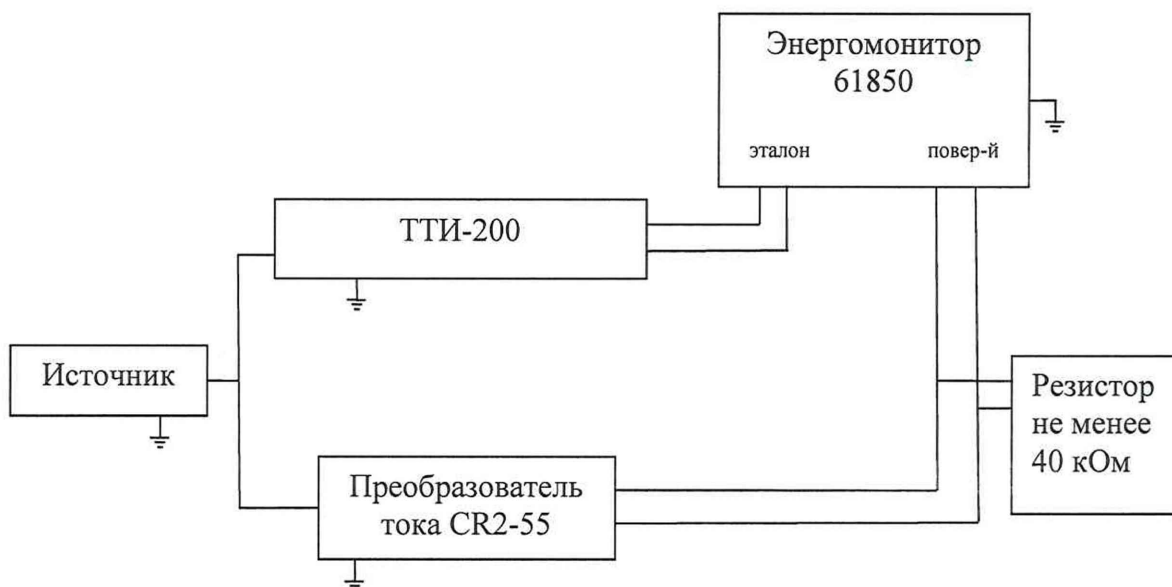 Энергомонитор
61850
эталон
повер-й
ТТИ-200
Источник
Резистор
не менее
40 кОм
Преобразователь
тока CR2-55